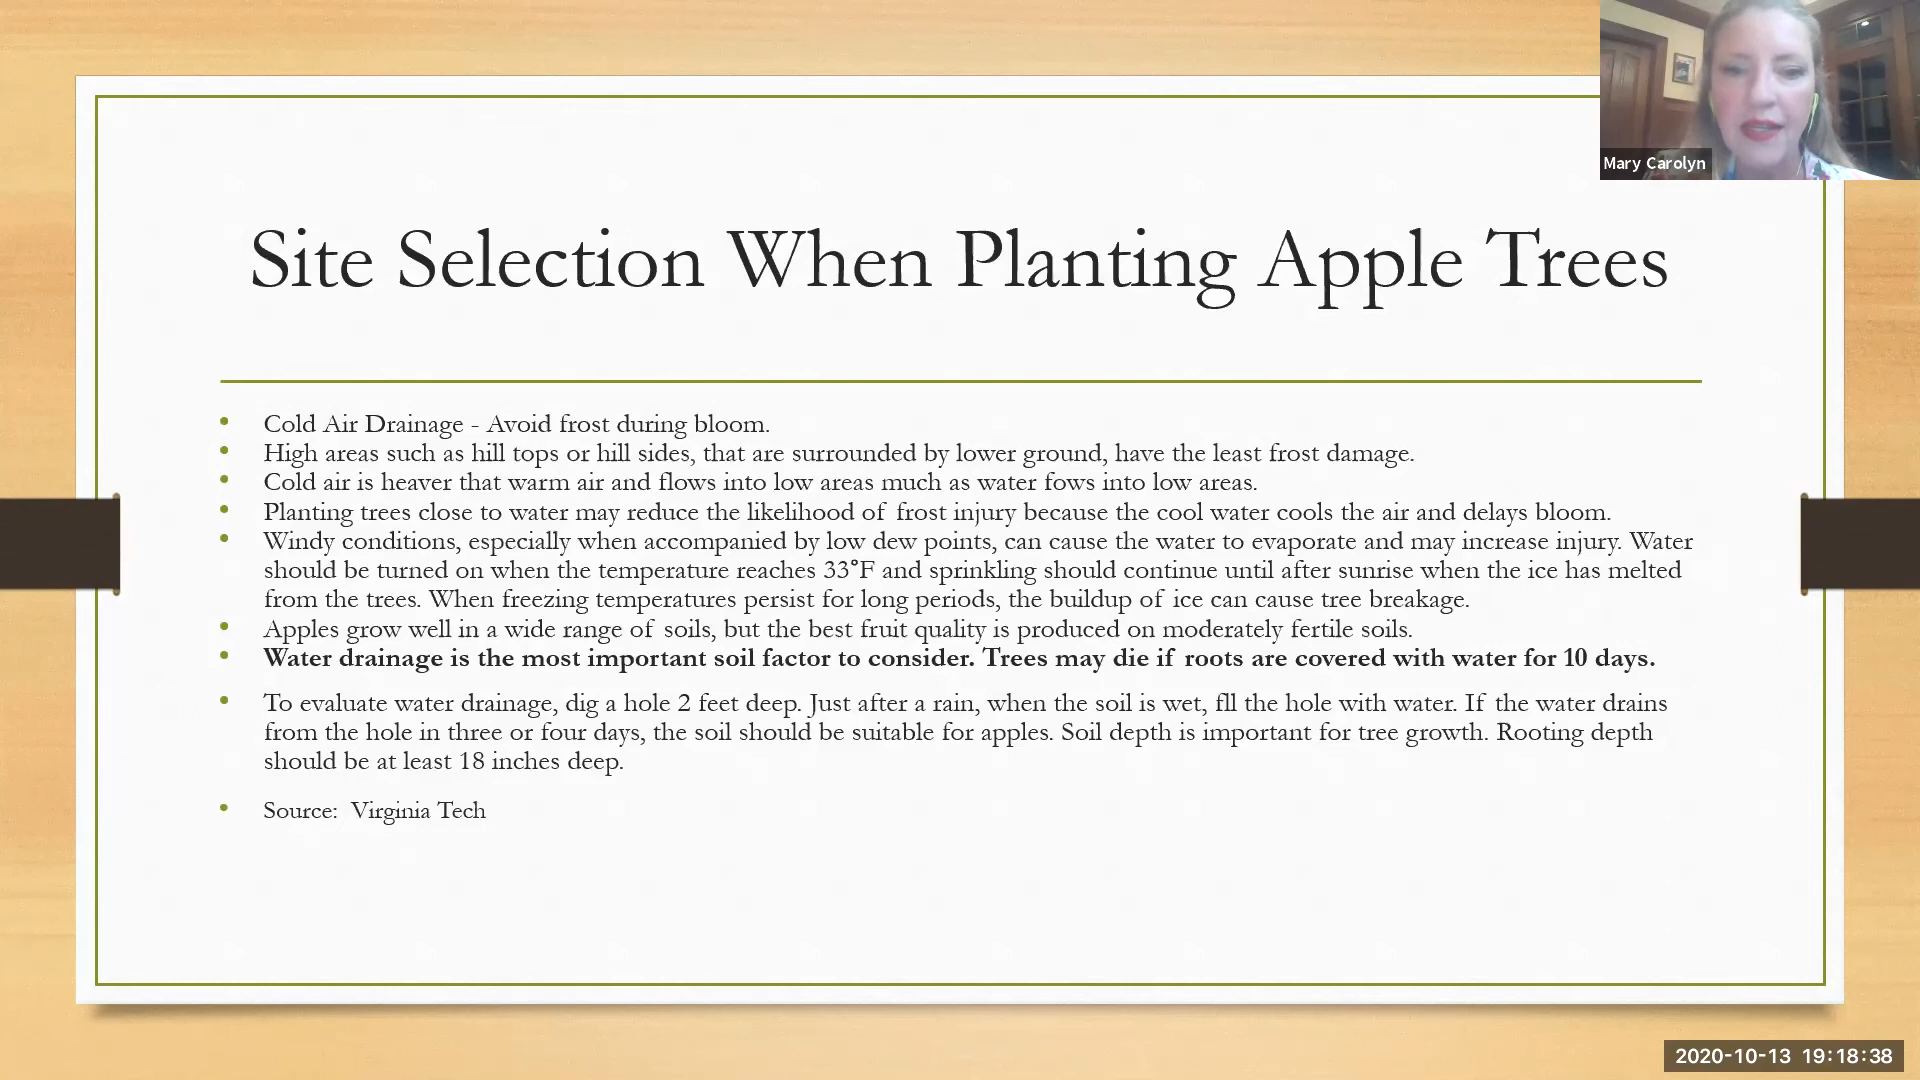 Mary Carolyn
Site Selection When Planting Apple Trees
• Cold Air Drainage - Avoid frost during bloom.
• High areas such as hill tops or hill sides, that are surrounded by lower ground, have the least frost damage.
• Cold air is heaver that warm air and flows into low areas much as water fows into low areas.
• Planting trees close to water may reduce the likelihood of frost injury because the cool water cools the air and delays bloom.
• Windy conditions, especially when accompanied by low dew points, can cause the water to evaporate and may increase injury. Water
should be turned on when the temperature reaches 33°F and sprinkling should continue until after sunrise when the ice has melted
from the trees. When freezing temperatures persist for long periods, the buildup of ice can cause tree breakage.
• Apples grow well in a wide range of soils, but the best fruit quality is produced on moderately fertile soils.
• Water drainage is the most important soil factor to consider. Trees may die if roots are covered with water for 10 days.
• To evaluate water drainage, dig a hole 2 feet deep. Just after a rain, when the soil is wet, fll the hole with water. If the water drains
from the hole in three or four days, the soil should be suitable for apples. Soil depth is important for tree growth. Rooting depth
should be at least 18 inches deep.
• Source: Virginia Tech
2020-10-13 19:18:38